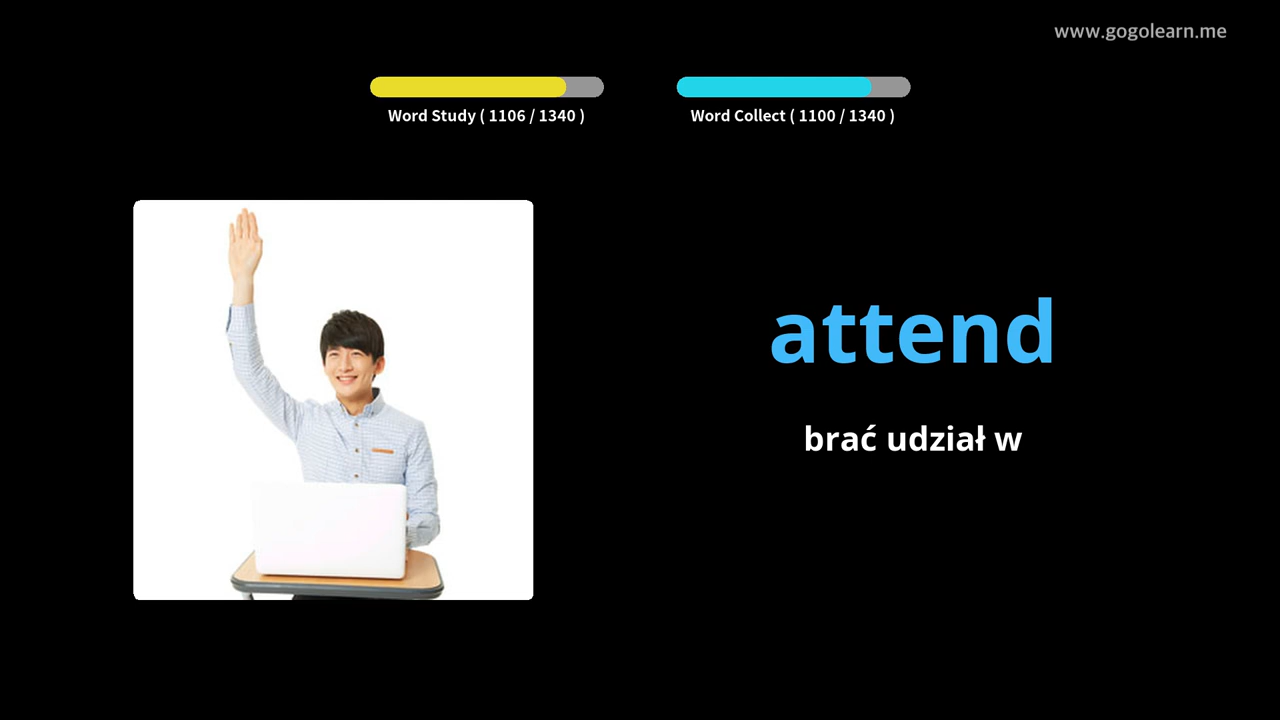 www.gogolearn.me
Word Study ( 1106 / 1340 )
Word Collect ( 1100 / 1340 )
attend
brać udział w